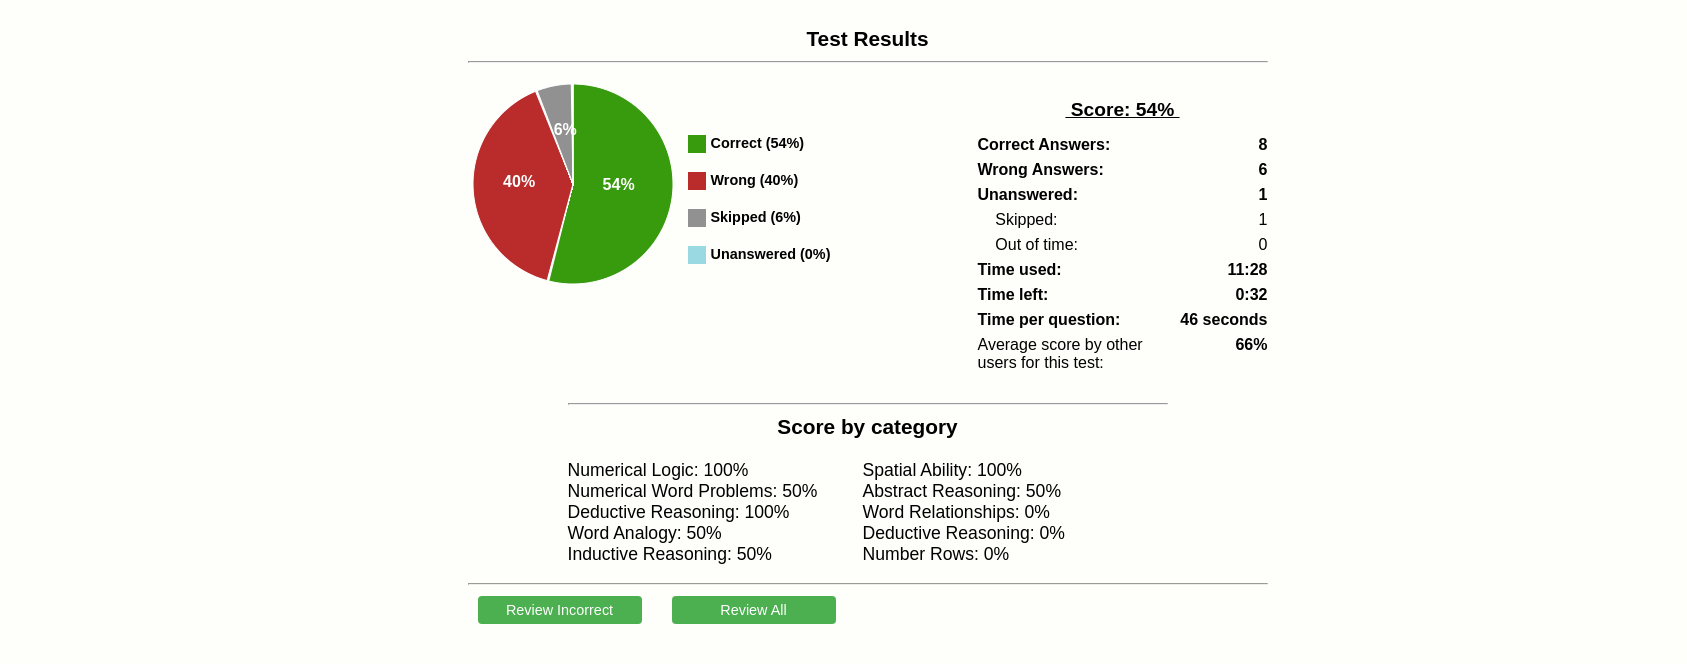 Test Results
6%
40%
54%
Correct (54%)
Wrong (40%)
Skipped (6%)
Unanswered (0%)
Score: 54%
Correct Answers: 8
Wrong Answers: 6
Unanswered: 1
Skipped: 1
Out of time: 0
Time used: 11:28
Time left: 0:32
Time per question: 46 seconds
Average score by other 66%
users for this test:
Score by category
Numerical Logic: 100%
Numerical Word Problems: 50%
Deductive Reasoning: 100%
Word Analogy: 50%
Inductive Reasoning: 50%
Spatial Ability: 100%
Abstract Reasoning: 50%
Word Relationships: 0%
Deductive Reasoning: 0%
Number Rows: 0%
Review Incorrect
Review All